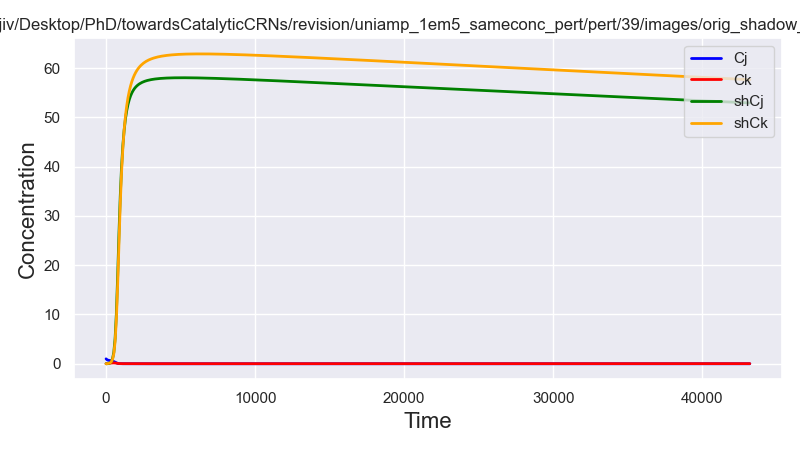 jiv/Desktop/PhD/towardsCatalyticCRNs/revision/uniamp_1em5_sameconc_pert/pert/39/images/orig_shadow_
Concentration
60
50
40
30
20
10
0
Cj
Ck
shCj
shCk
0 10000 20000 30000 40000
Time